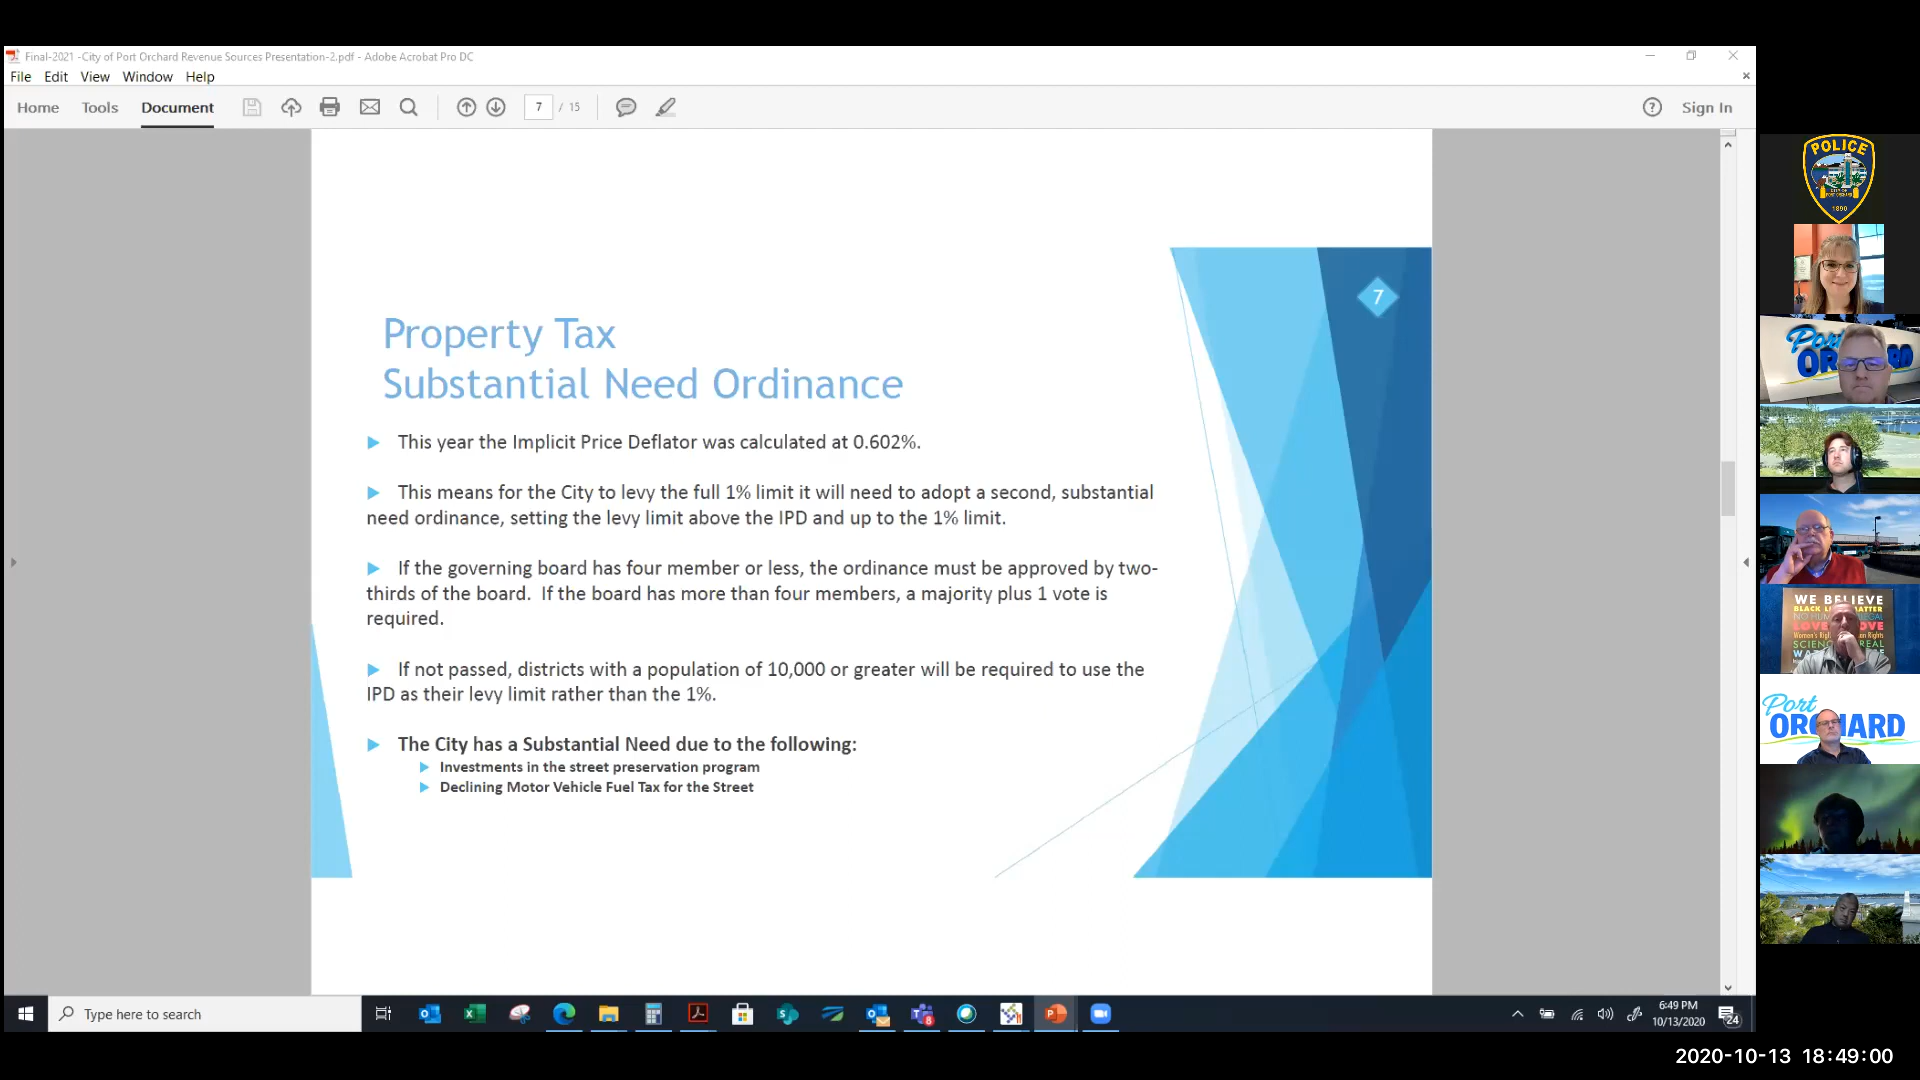 Final-2021 -City of Port Orchard Revenue Sources Presentation-2.pdf - Adobe Acrobat Pro DC
File Edit View Window Help
Home Tools Document 7 / 15 Sign In
7
Property Tax
Substantial Need Ordinance
This year the Implicit Price Deflator was calculated at 0.602%.
This means for the City to levy the full 1% limit it will need to adopt a second, substantial
need ordinance, setting the levy limit above the IPD and up to the 1% limit.
If the governing board has four member or less, the ordinance must be approved by two-
thirds of the board. If the board has more than four members, a majority plus 1 vote is
required.
If not passed, districts with a population of 10,000 or greater will be required to use the
IPD as their levy limit rather than the 1%.
The City has a Substantial Need due to the following:
Investments in the street preservation program
Declining Motor Vehicle Fuel Tax for the Street
POLICE
CITY OF
PORT ORCHARD
1890
Port
OR
WE BELIEVE
Port
ORCHARD
Type here to search
6:49 PM
10/13/2020
24
2020-10-13 18:49:00